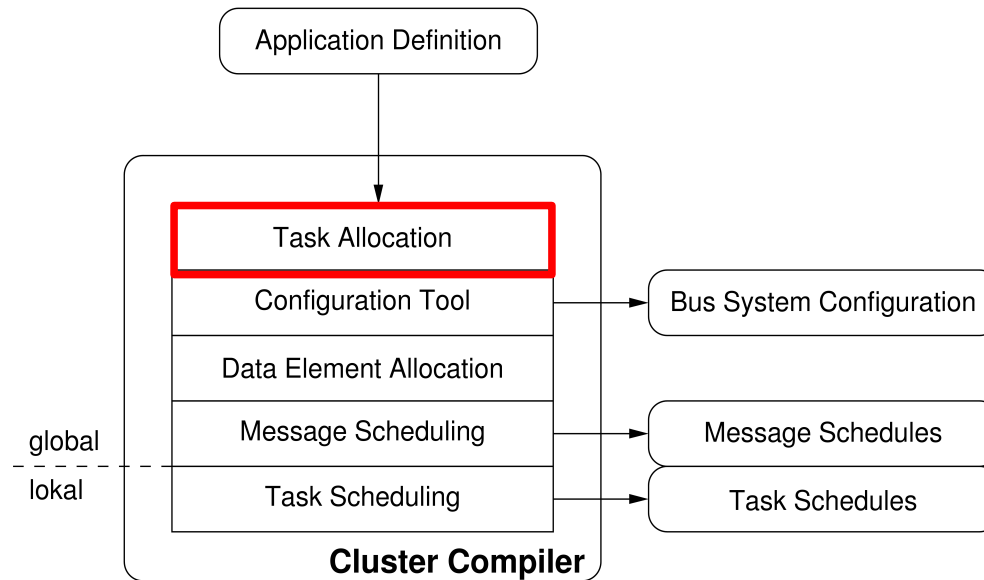 Application Definition
Task Allocation
Configuration Tool
Bus System Configuration
Data Element Allocation
Message Scheduling
Message Schedules
global
lokal
Task Scheduling
Task Schedules
Cluster Compiler